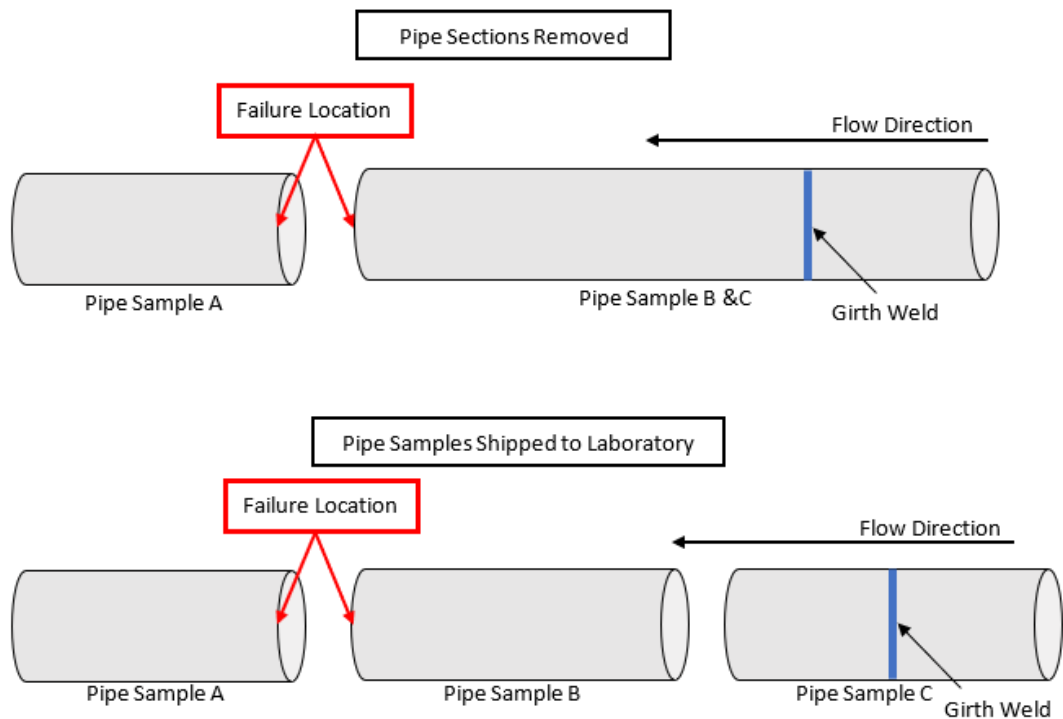 Pipe Sections Removed
Failure Location
Flow Direction
Pipe Sample A
Pipe Sample B &C
Girth Weld
Pipe Samples Shipped to Laboratory
Failure Location
Flow Direction
Pipe Sample A
Pipe Sample B
Pipe Sample C
Girth Weld